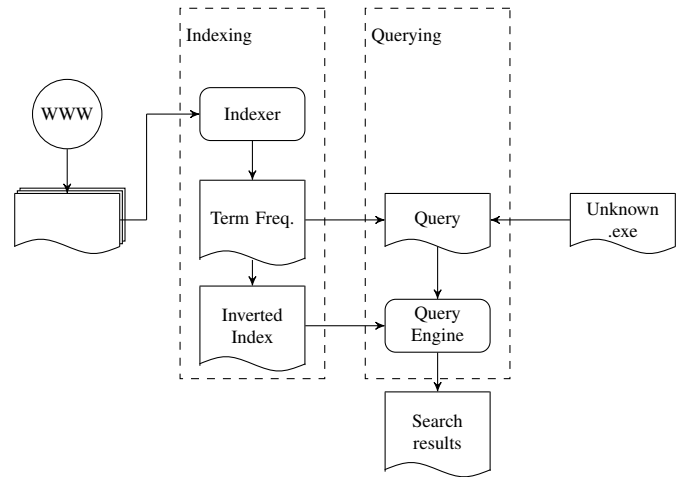 Indexing
Querying
WWW
Indexer
Term Freq.
Query
Unknown
.exe
Inverted
Index
Query
Engine
Search
results